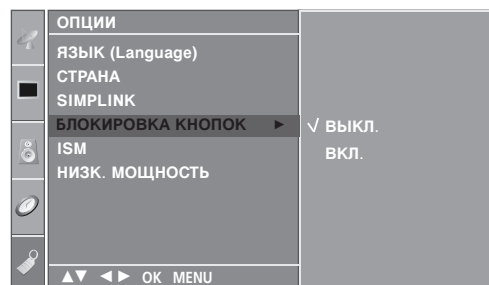 ОПЦИИ
ЯЗЫК (Language)
СТРАНА
SIMPLINK
БЛОКИРОВКА КНОПОК ►
ISM
НИЗК. МОЩНОСТЬ
√ ВЫКЛ.
ВКЛ.
▲▼ ◄► OK MENU